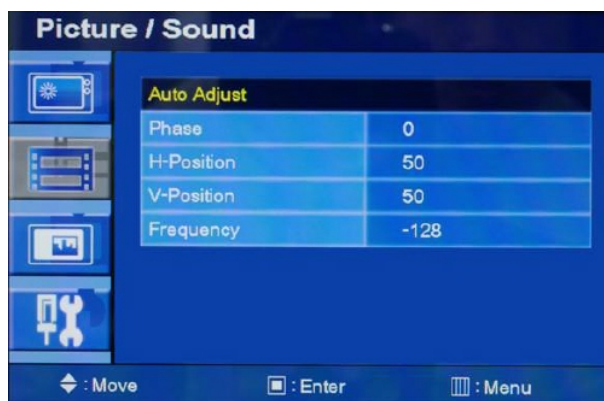 Picture / Sound
Auto Adjust
Phase 0
H-Position 50
V-Position 50
Frequency -128
: Move : Enter : Menu